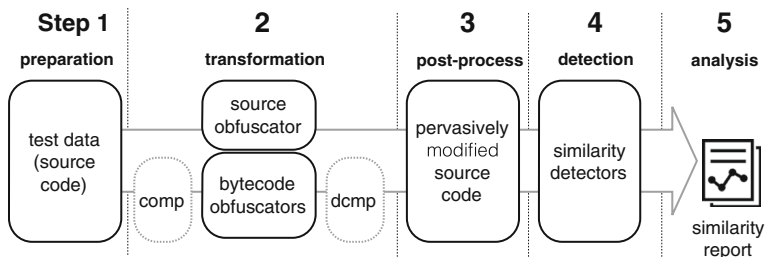 Step 1
2
3
4
5
preparation
transformation
post-process
detection
analysis
test data
(source
code)
comp
source
obfuscator
bytecode
obfuscators
dcmp
pervasively
modified
source
code
similarity
detectors
similarity
report